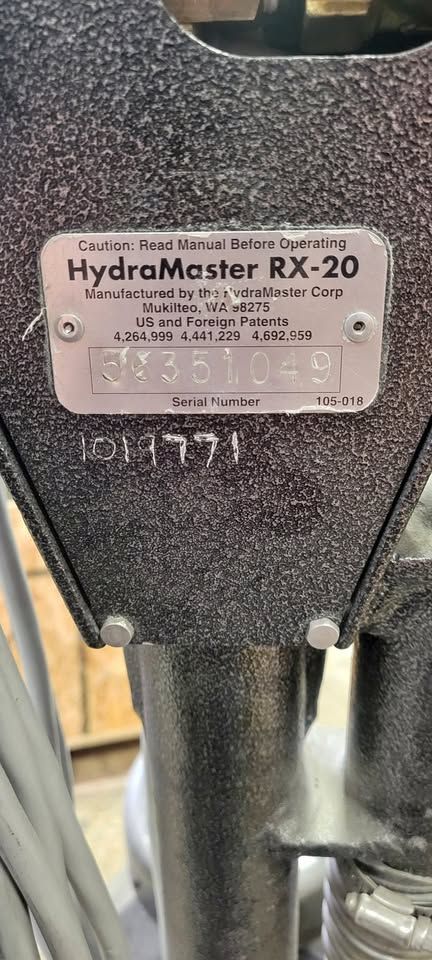 Caution: Read Manual Before Operating
HydraMaster RX-20
Manufactured by the HydraMaster Corp
Mukilteo, WA 98275
US and Foreign Patents
4,264,999 4,441,229 4,692,959
56351049
Serial Number 105-018
1019771